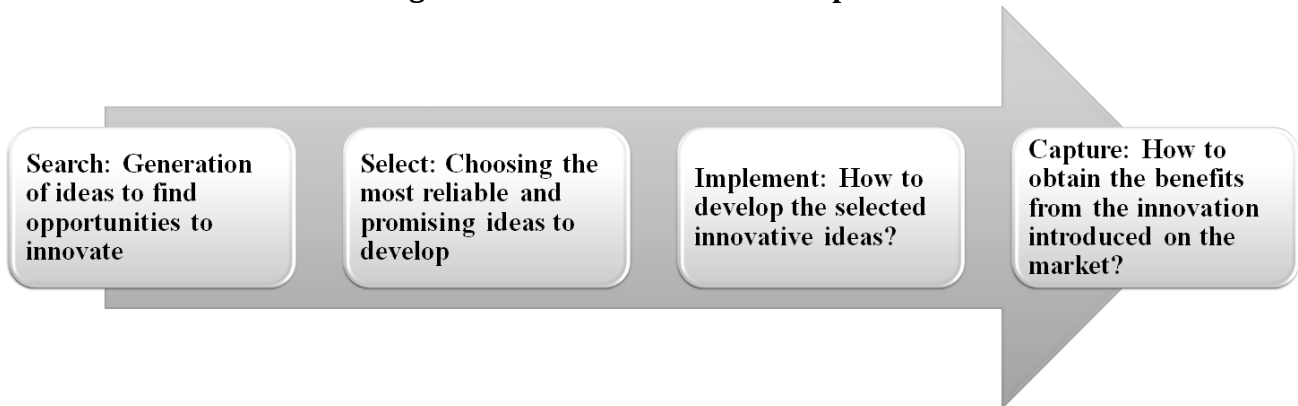 Search: Generation
of ideas to find
opportunities to
innovate
Select: Choosing the
most reliable and
promising ideas to
develop
Implement: How to
develop the selected
innovative ideas?
Capture: How to
obtain the benefits
from the innovation
introduced on the
market?